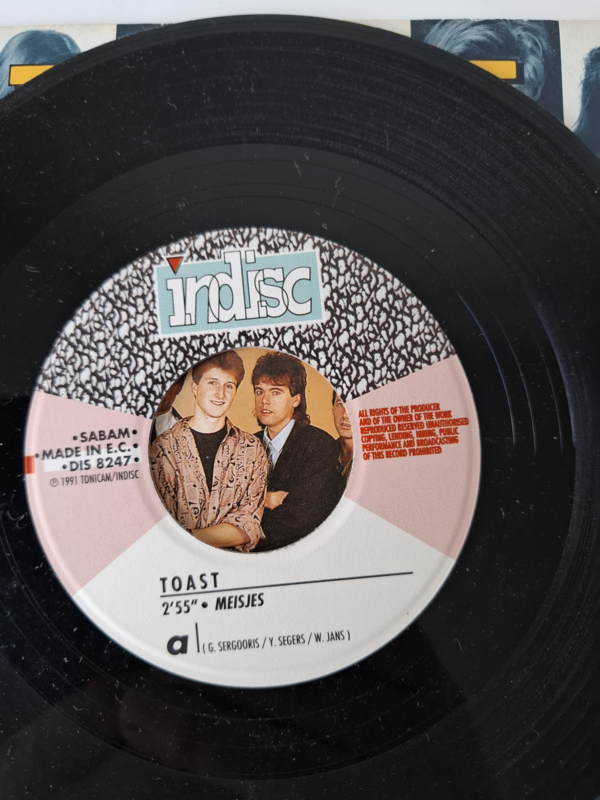 indisc
•SABAM•
•MADE IN E.C.•
•DIS 8247•
℗ 1991 TONICAM/INDISC
ALL RIGHTS OF THE PRODUCER
AND OF THE OWNER OF THE WORK
REPRODUCED RESERVED UNAUTHORISED
COPYING, LENDING, HIRING, PUBLIC
PERFORMANCE AND BROADCASTING
OF THIS RECORD PROHIBITED
TOAST
2'55" • MEISJES
a (G. SERGOORIS / Y. SEGERS / W. JANS)